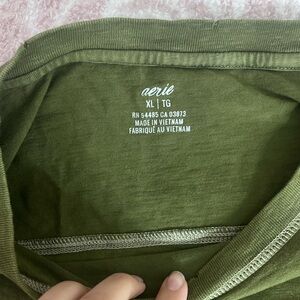 aerie
XL | TG
RN 54485 CA 03873
MADE IN VIETNAM
FABRIQUÉ AU VIETNAM